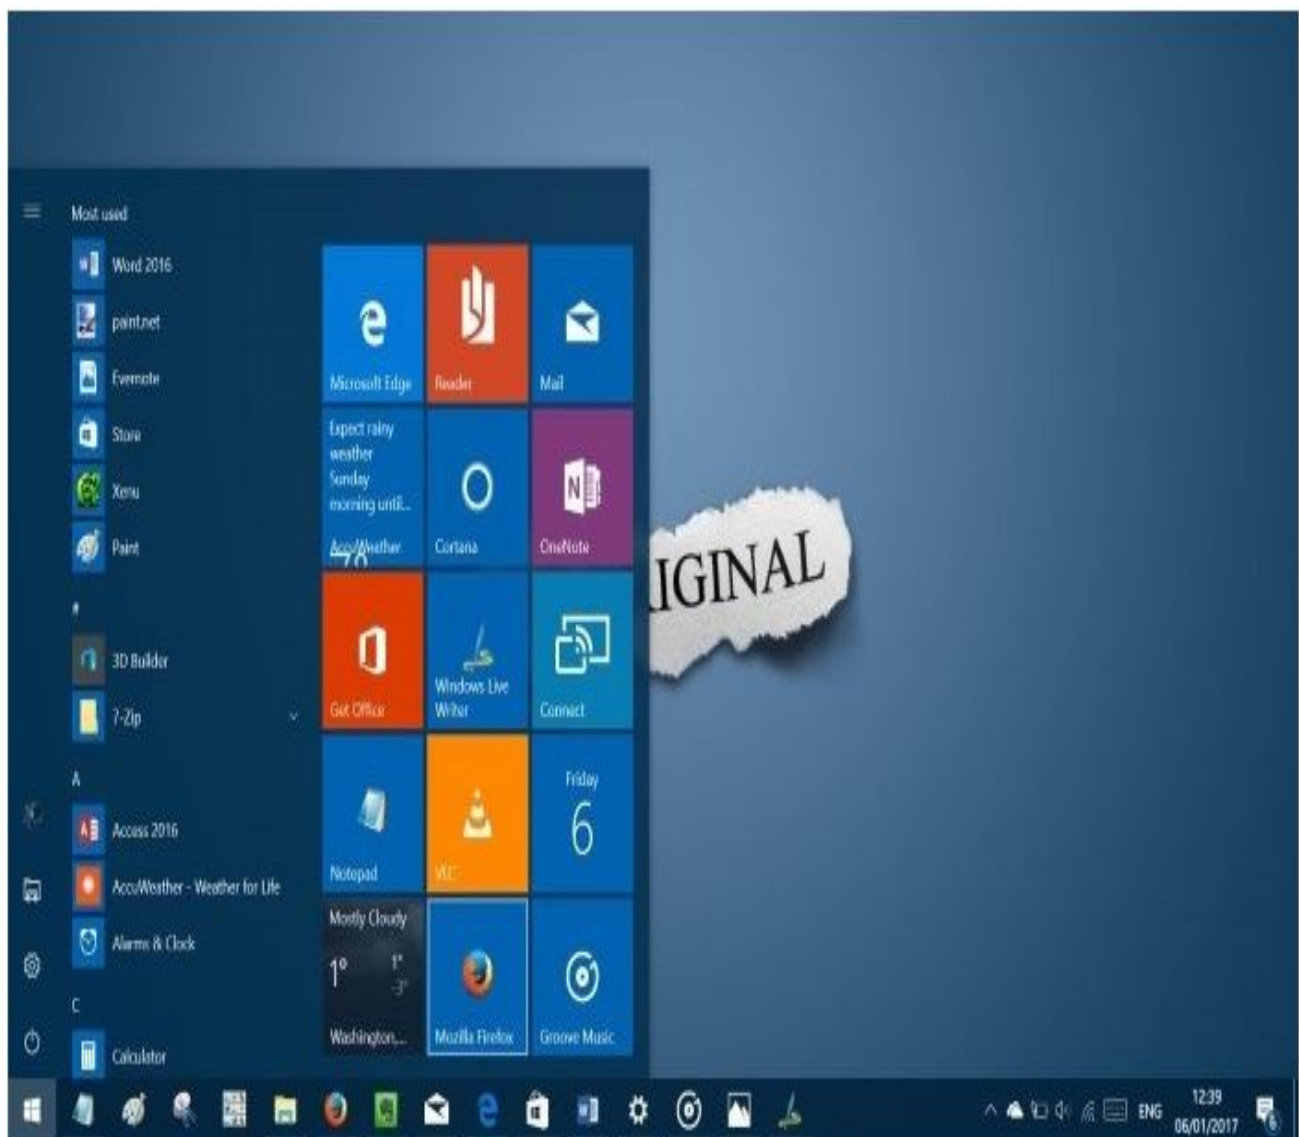 Most used
Word 2016
paint.net
Evernote
Store
Xenu
Paint
#
3D Builder
7-Zip
A
Access 2016
AccuWeather - Weather for Life
Alarms & Clock
C
Calculator
Microsoft Edge
Reader
Mail
Expect rainy
weather
Sunday
morning until...
AccuWeather
Cortana
N
OneNote
Get Office
Windows Live
Writer
Connect
Notepad
VLC
Friday
6
Mostly Cloudy
1°
1°
-3°
Washington,...
Mozilla Firefox
Groove Music
IGINAL
ENG
12:39
06/01/2017
6